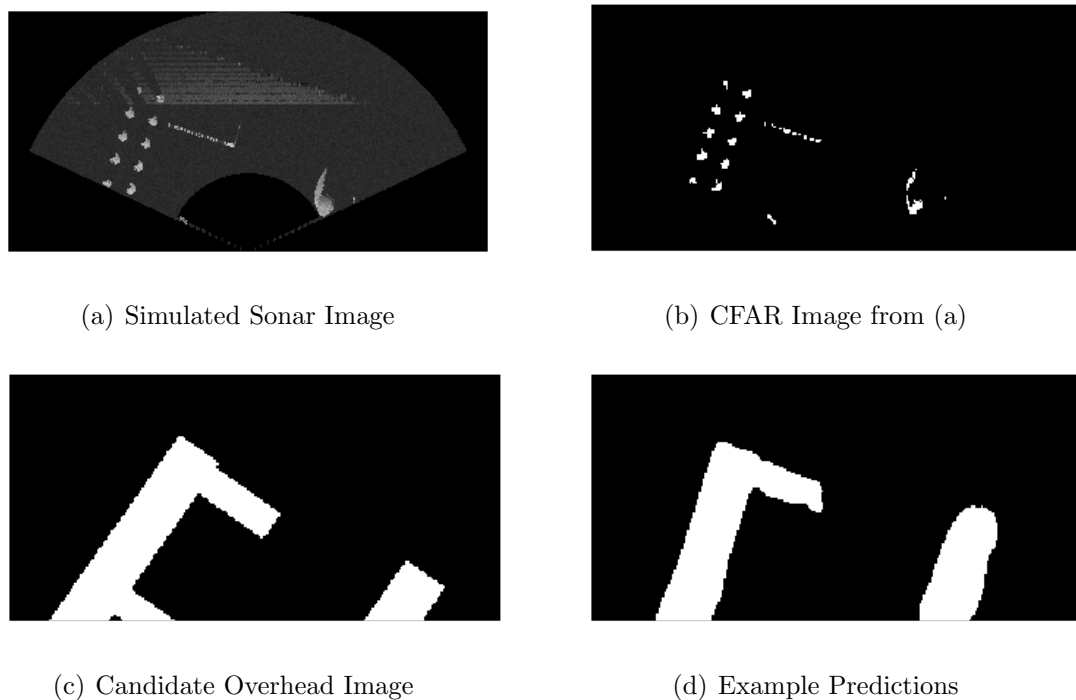 (a) Simulated Sonar Image
(b) CFAR Image from (a)
(c) Candidate Overhead Image
(d) Example Predictions